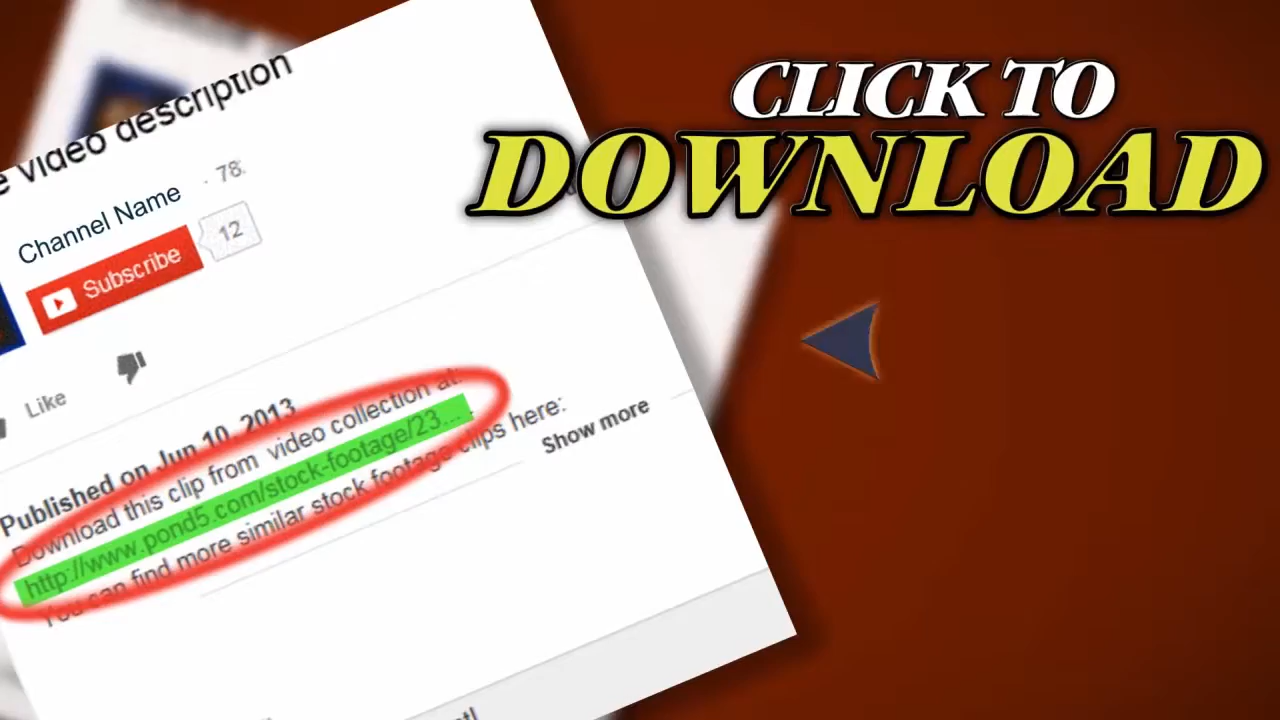 CLICK TO
DOWNLOAD
video description
Channel Name
78
Subscribe
12
Like
Published on Jun 10, 2013
Download this clip from video collection at:
http://www.pond5.com/stock-footage/23...
You can find more similar stock footage clips here:
Show more